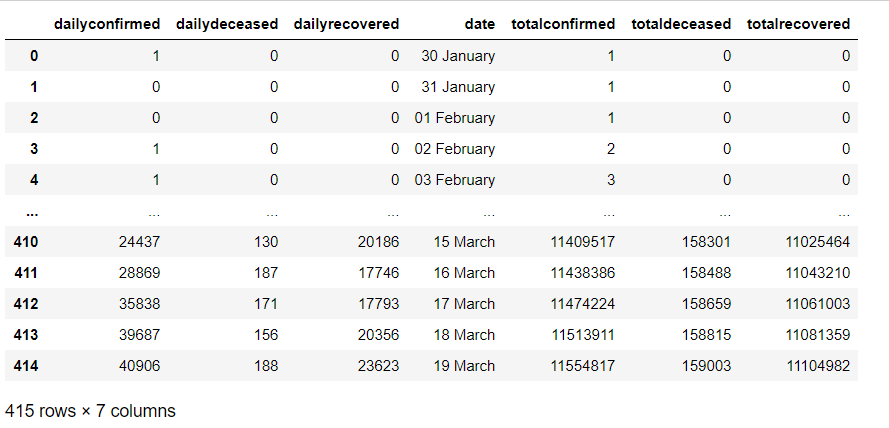 dailyconfirmed dailydeceased dailyrecovered date totalconfirmed totaldeceased totalrecovered
0 1 0 0 30 January 1 0 0
1 0 0 0 31 January 1 0 0
2 0 0 0 01 February 1 0 0
3 1 0 0 02 February 2 0 0
4 1 0 0 03 February 3 0 0
... ... ... ... ... ... ... ...
410 24437 130 20186 15 March 11409517 158301 11025464
411 28869 187 17746 16 March 11438386 158488 11043210
412 35838 171 17793 17 March 11474224 158659 11061003
413 39687 156 20356 18 March 11513911 158815 11081359
414 40906 188 23623 19 March 11554817 159003 11104982
415 rows × 7 columns